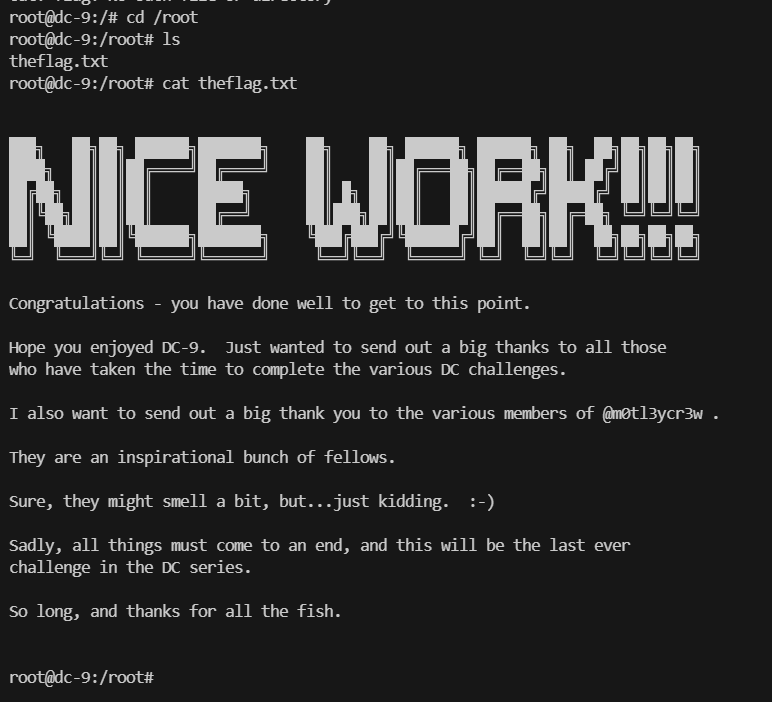 root@dc-9:/# cd /root
root@dc-9:/root# ls
theflag.txt
root@dc-9:/root# cat theflag.txt
NICE WORK!!!
Congratulations - you have done well to get to this point.
Hope you enjoyed DC-9.  Just wanted to send out a big thanks to all those
who have taken the time to complete the various DC challenges.
I also want to send out a big thank you to the various members of @m0tl3ycr3w .
They are an inspirational bunch of fellows.
Sure, they might smell a bit, but...just kidding.  :-)
Sadly, all things must come to an end, and this will be the last ever
challenge in the DC series.
So long, and thanks for all the fish.
root@dc-9:/root#